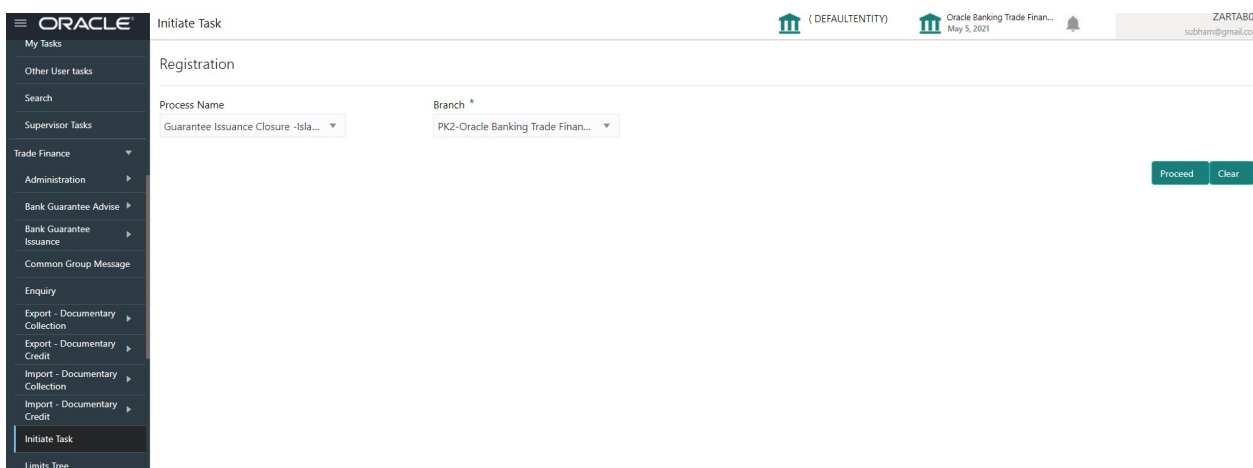 ORACLE
Initiate Task
( DEFAULTENTITY)
Oracle Banking Trade Finan...
May 5, 2021
ZARTAB0
subham@gmail.co
My Tasks
Other User tasks
Search
Supervisor Tasks
Trade Finance
Administration
Bank Guarantee Advise
Bank Guarantee
Issuance
Common Group Message
Enquiry
Export - Documentary
Collection
Export - Documentary
Credit
Import - Documentary
Collection
Import - Documentary
Credit
Initiate Task
Limits Tree
Registration
Process Name
Branch *
Guarantee Issuance Closure -Isla...
PK2-Oracle Banking Trade Finan...
Proceed
Clear